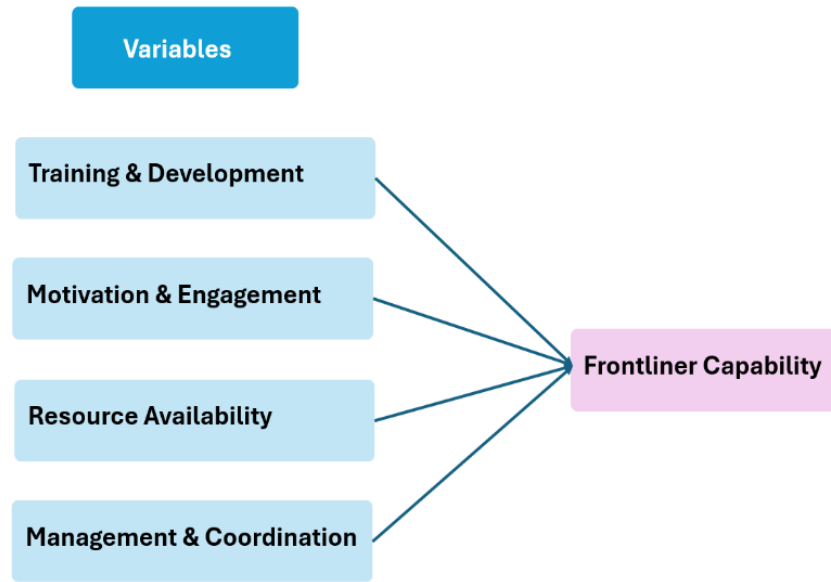 Variables
Training & Development
Motivation & Engagement
Resource Availability
Management & Coordination
Frontliner Capability